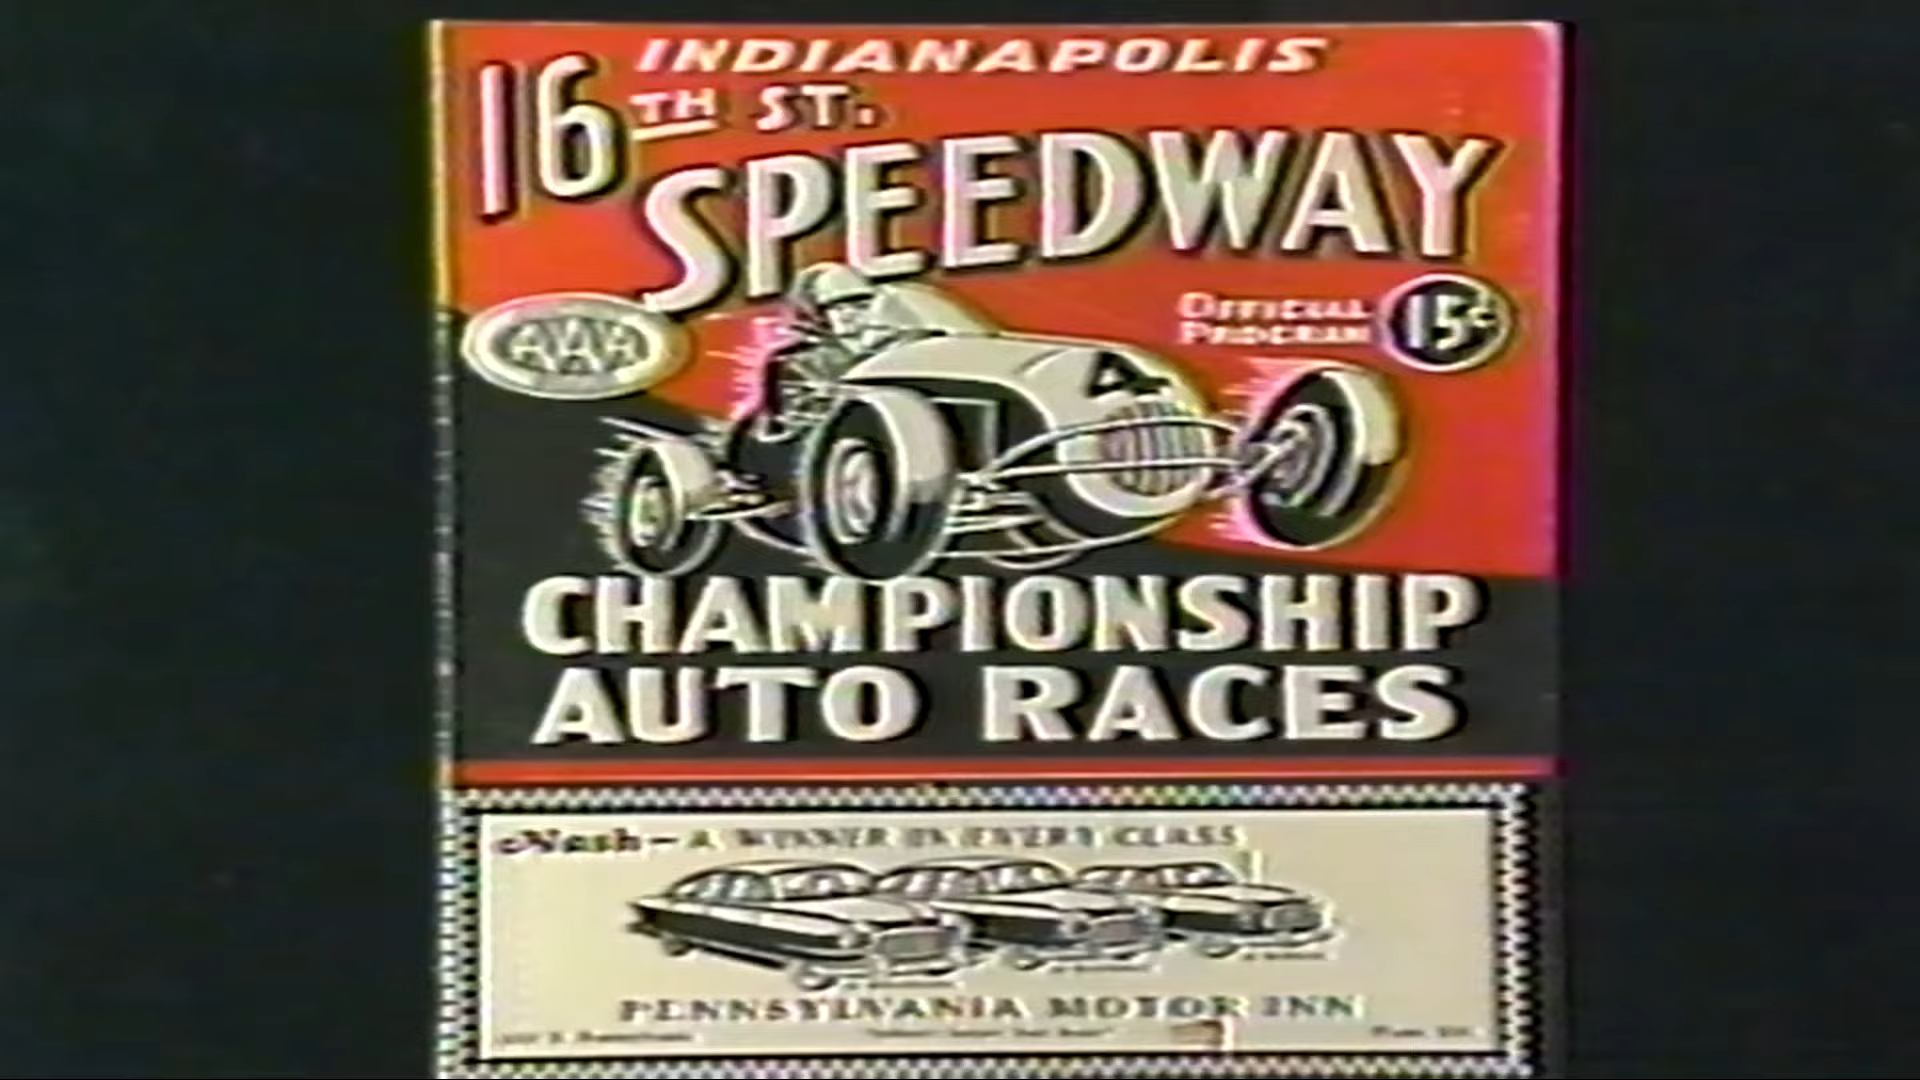 INDIANAPOLIS
16TH ST.
SPEEDWAY
AAA
OFFICIAL
PROGRAM
15¢
4
CHAMPIONSHIP
AUTO RACES
Nash - A WINNER IN EVERY CLASS
PENNSYLVANIA MOTOR INN